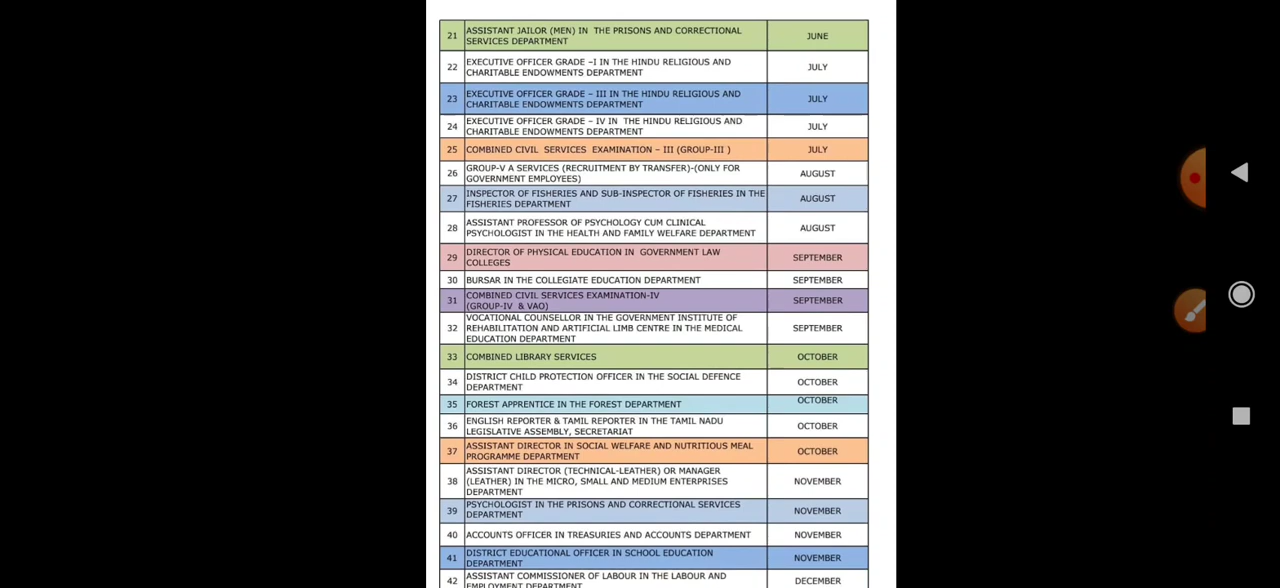 21 ASSISTANT JAILOR (MEN) IN THE PRISONS AND CORRECTIONAL
SERVICES DEPARTMENT JUNE
22 EXECUTIVE OFFICER GRADE –I IN THE HINDU RELIGIOUS AND
CHARITABLE ENDOWMENTS DEPARTMENT JULY
23 EXECUTIVE OFFICER GRADE – III IN THE HINDU RELIGIOUS AND
CHARITABLE ENDOWMENTS DEPARTMENT JULY
24 EXECUTIVE OFFICER GRADE – IV IN THE HINDU RELIGIOUS AND
CHARITABLE ENDOWMENTS DEPARTMENT JULY
25 COMBINED CIVIL SERVICES EXAMINATION – III (GROUP-III ) JULY
26 GROUP-V A SERVICES (RECRUITMENT BY TRANSFER)-(ONLY FOR
GOVERNMENT EMPLOYEES) AUGUST
27 INSPECTOR OF FISHERIES AND SUB-INSPECTOR OF FISHERIES IN THE
FISHERIES DEPARTMENT AUGUST
28 ASSISTANT PROFESSOR OF PSYCHOLOGY CUM CLINICAL
PSYCHOLOGIST IN THE HEALTH AND FAMILY WELFARE DEPARTMENT AUGUST
29 DIRECTOR OF PHYSICAL EDUCATION IN GOVERNMENT LAW
COLLEGES SEPTEMBER
30 BURSAR IN THE COLLEGIATE EDUCATION DEPARTMENT SEPTEMBER
31 COMBINED CIVIL SERVICES EXAMINATION-IV
(GROUP-IV & VAO) SEPTEMBER
32 VOCATIONAL COUNSELLOR IN THE GOVERNMENT INSTITUTE OF
REHABILITATION AND ARTIFICIAL LIMB CENTRE IN THE MEDICAL
EDUCATION DEPARTMENT SEPTEMBER
33 COMBINED LIBRARY SERVICES OCTOBER
34 DISTRICT CHILD PROTECTION OFFICER IN THE SOCIAL DEFENCE
DEPARTMENT OCTOBER
35 FOREST APPRENTICE IN THE FOREST DEPARTMENT OCTOBER
36 ENGLISH REPORTER & TAMIL REPORTER IN THE TAMIL NADU
LEGISLATIVE ASSEMBLY, SECRETARIAT OCTOBER
37 ASSISTANT DIRECTOR IN SOCIAL WELFARE AND NUTRITIOUS MEAL
PROGRAMME DEPARTMENT OCTOBER
38 ASSISTANT DIRECTOR (TECHNICAL-LEATHER) OR MANAGER
(LEATHER) IN THE MICRO, SMALL AND MEDIUM ENTERPRISES
DEPARTMENT NOVEMBER
39 PSYCHOLOGIST IN THE PRISONS AND CORRECTIONAL SERVICES
DEPARTMENT NOVEMBER
40 ACCOUNTS OFFICER IN TREASURIES AND ACCOUNTS DEPARTMENT NOVEMBER
41 DISTRICT EDUCATIONAL OFFICER IN SCHOOL EDUCATION
DEPARTMENT NOVEMBER
42 ASSISTANT COMMISSIONER OF LABOUR IN THE LABOUR AND
EMPLOYMENT DEPARTMENT DECEMBER